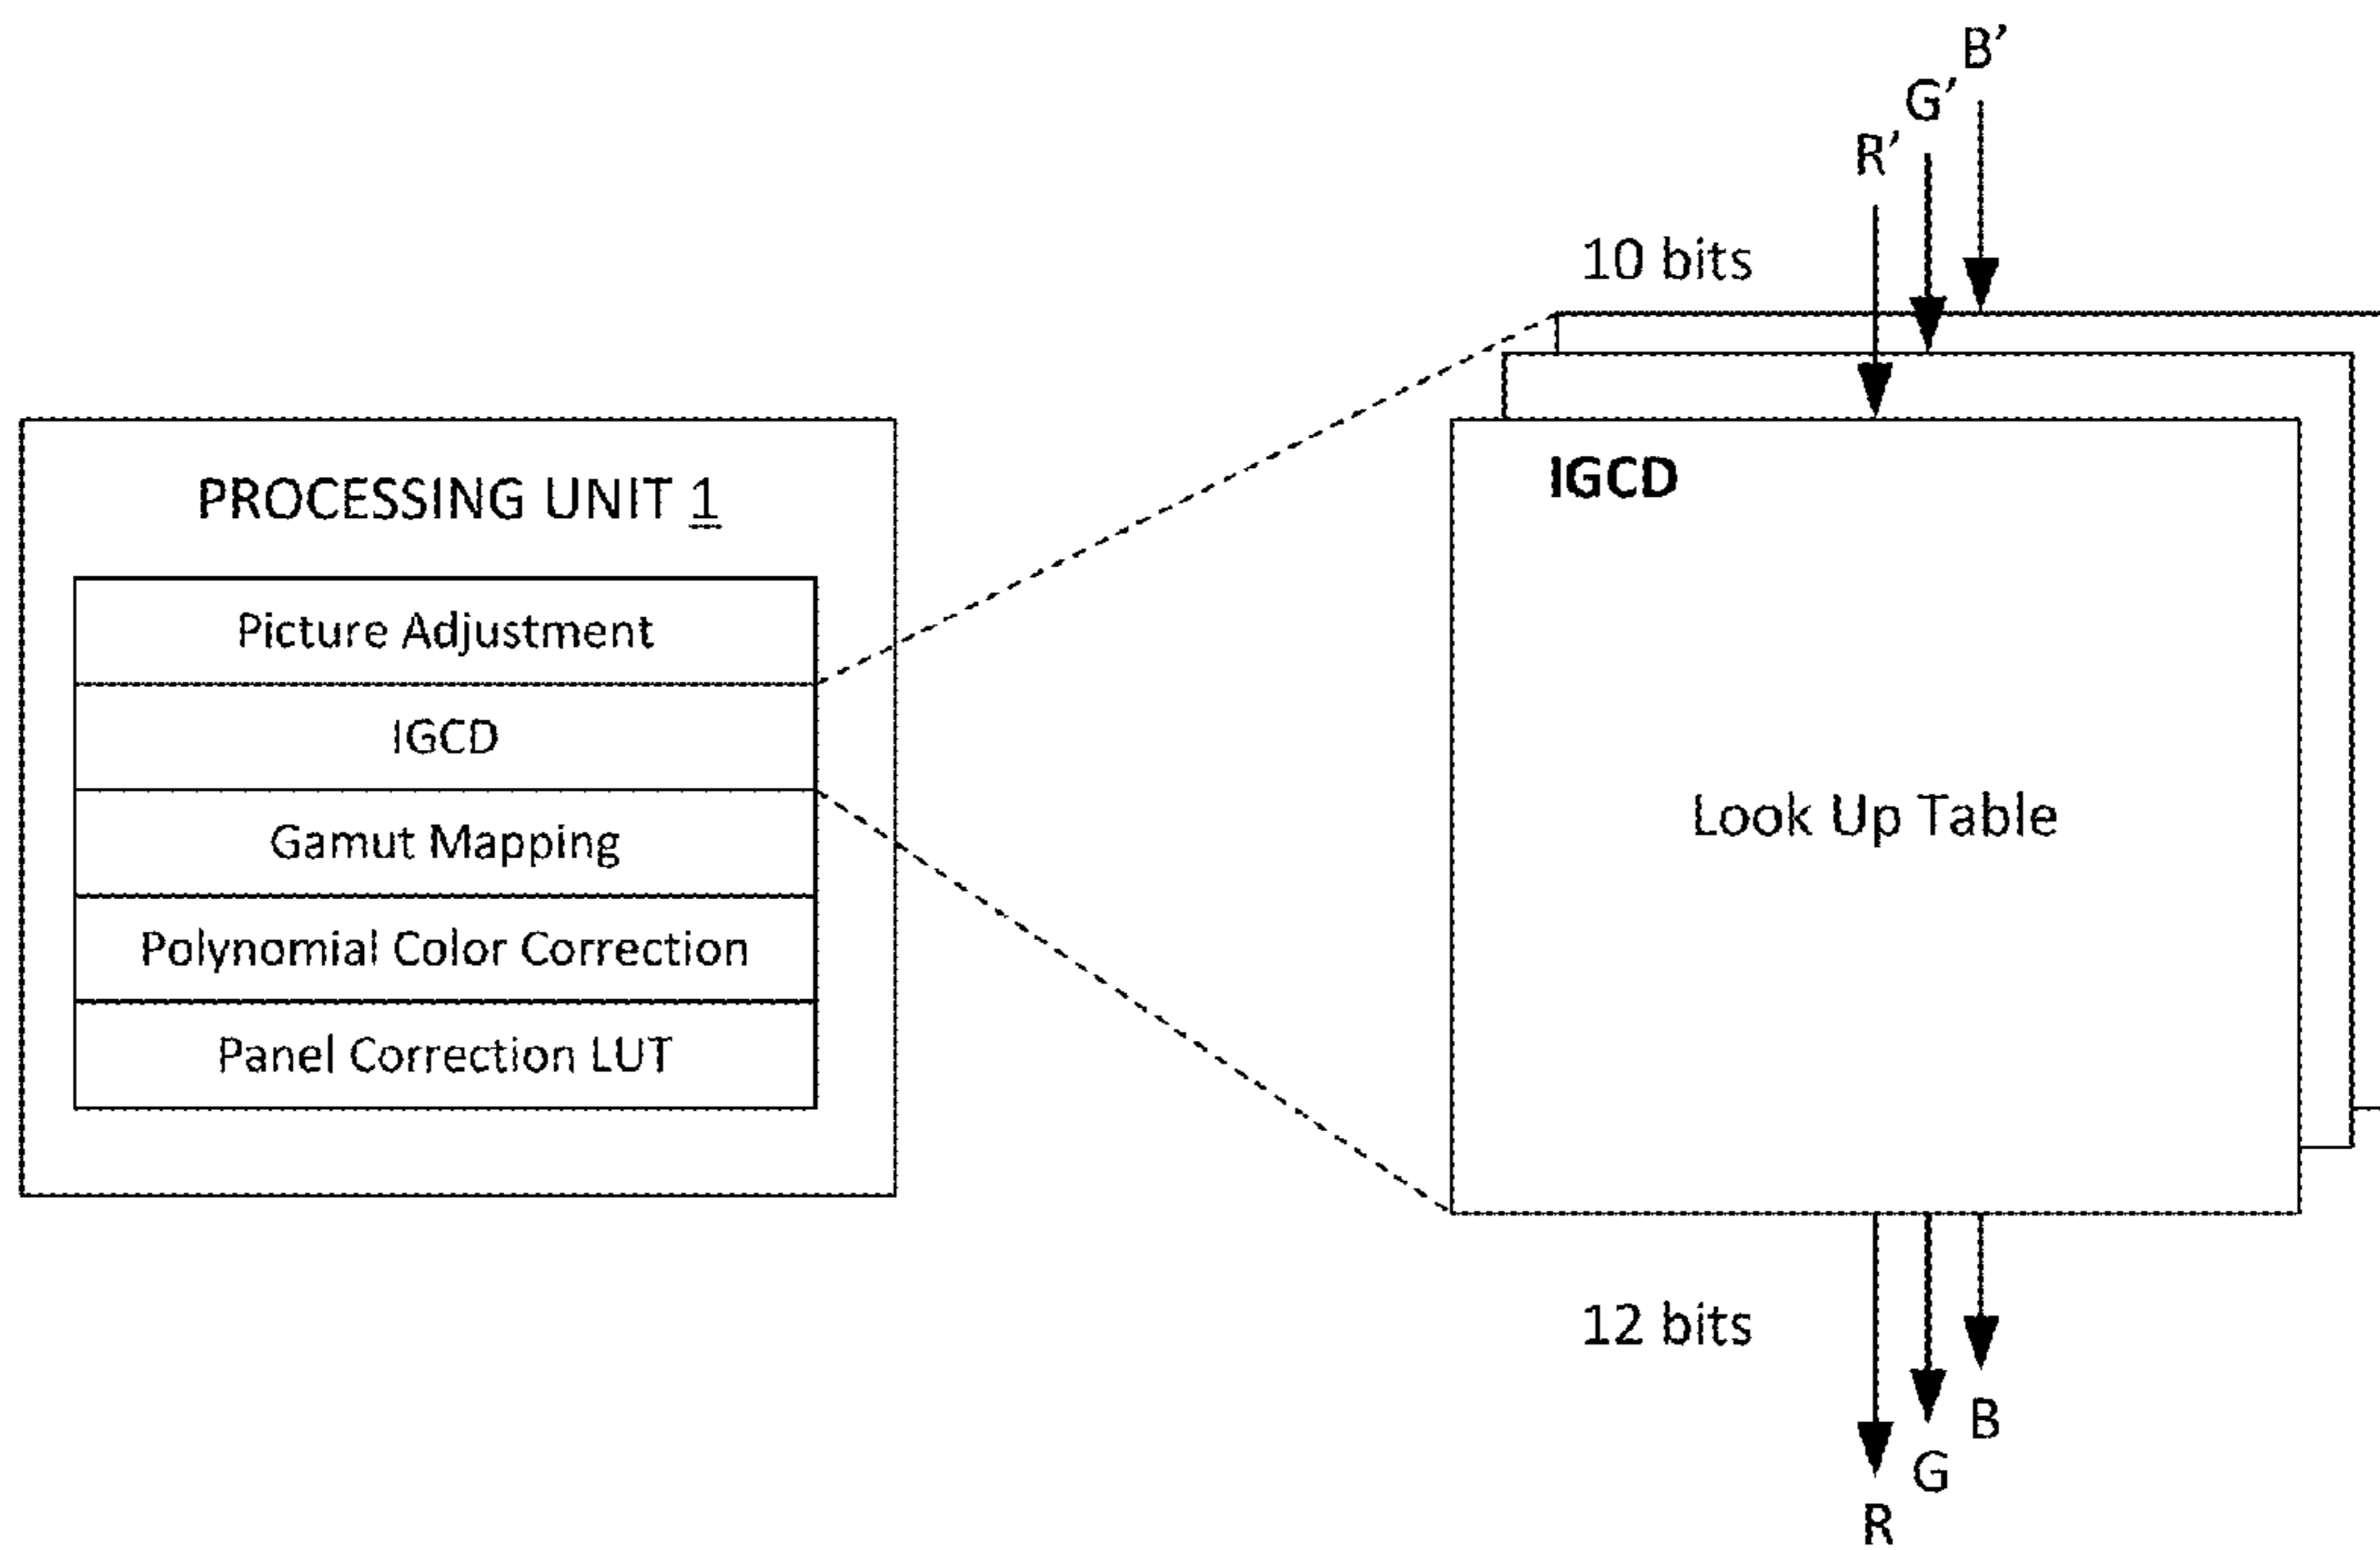 PROCESSING UNIT 1
Picture Adjustment
IGCD
Gamut Mapping
Polynomial Color Correction
Panel Correction LUT
B’
G’
R’
10 bits
IGCD
Look Up Table
12 bits
B
G
R